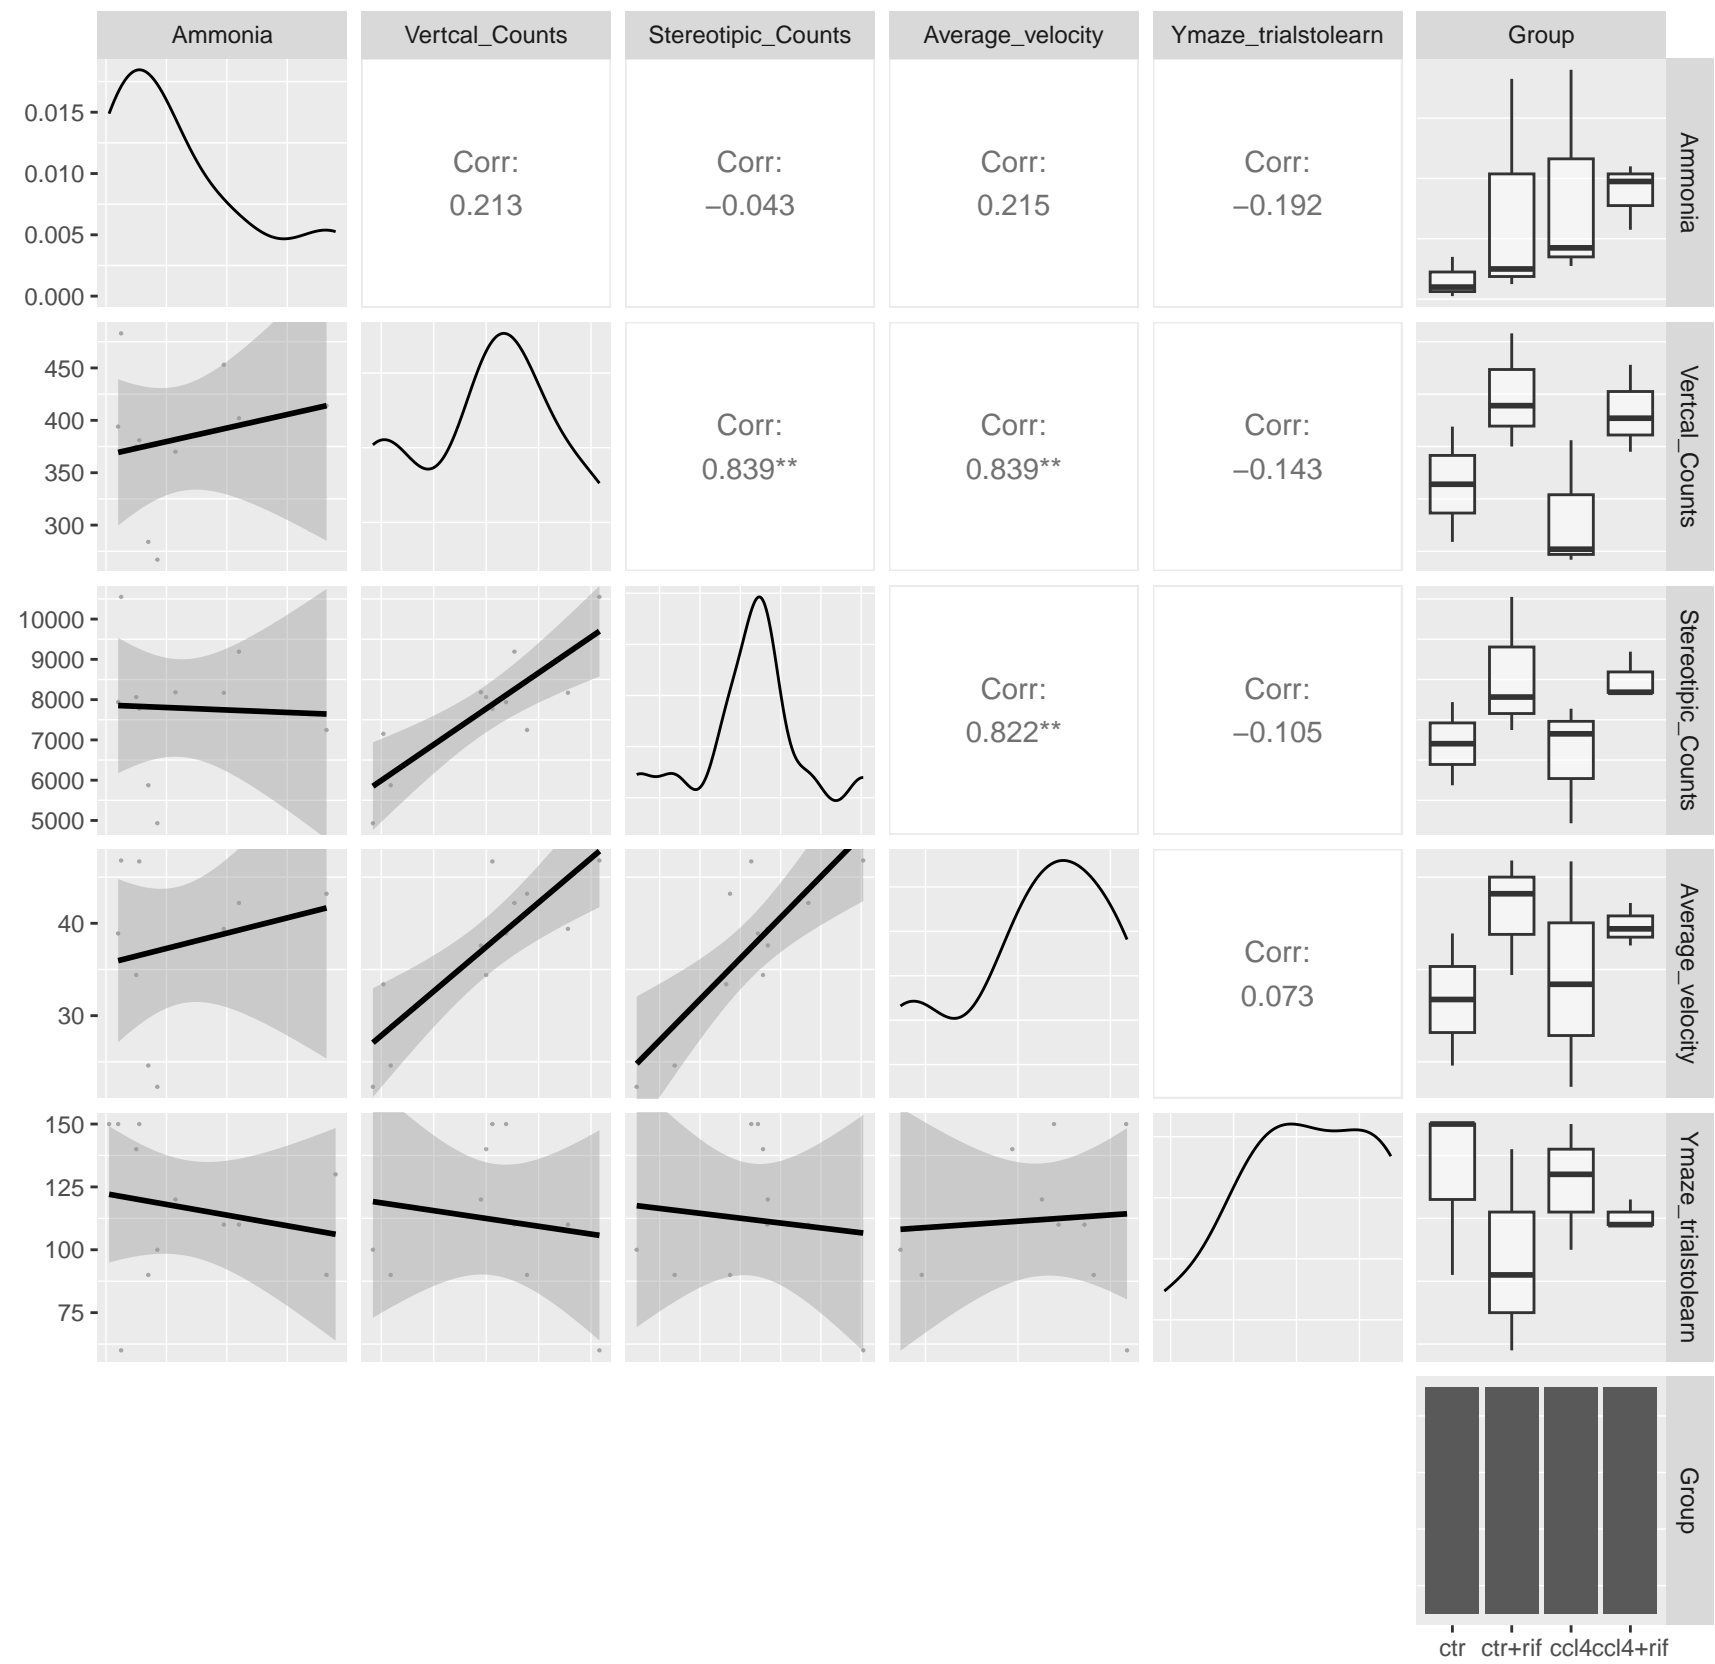 Ammonia Vertcal_Counts Stereotipic_Counts Average_velocity Ymaze_trialstolearn Group
0.015
0.010
0.005
0.000
Corr:
0.213
Corr:
−0.043
Corr:
0.215
Corr:
−0.192
Ammonia
450
400
350
300
Corr:
0.839**
Corr:
0.839**
Corr:
−0.143
Vertcal_Counts
10000
9000
8000
7000
6000
5000
Corr:
0.822**
Corr:
−0.105
Stereotipic_Counts
40
30
Corr:
0.073
Average_velocity
150
125
100
75
Ymaze_trialstolearn
Group
ctr ctr+rif ccl4 ccl4+rif